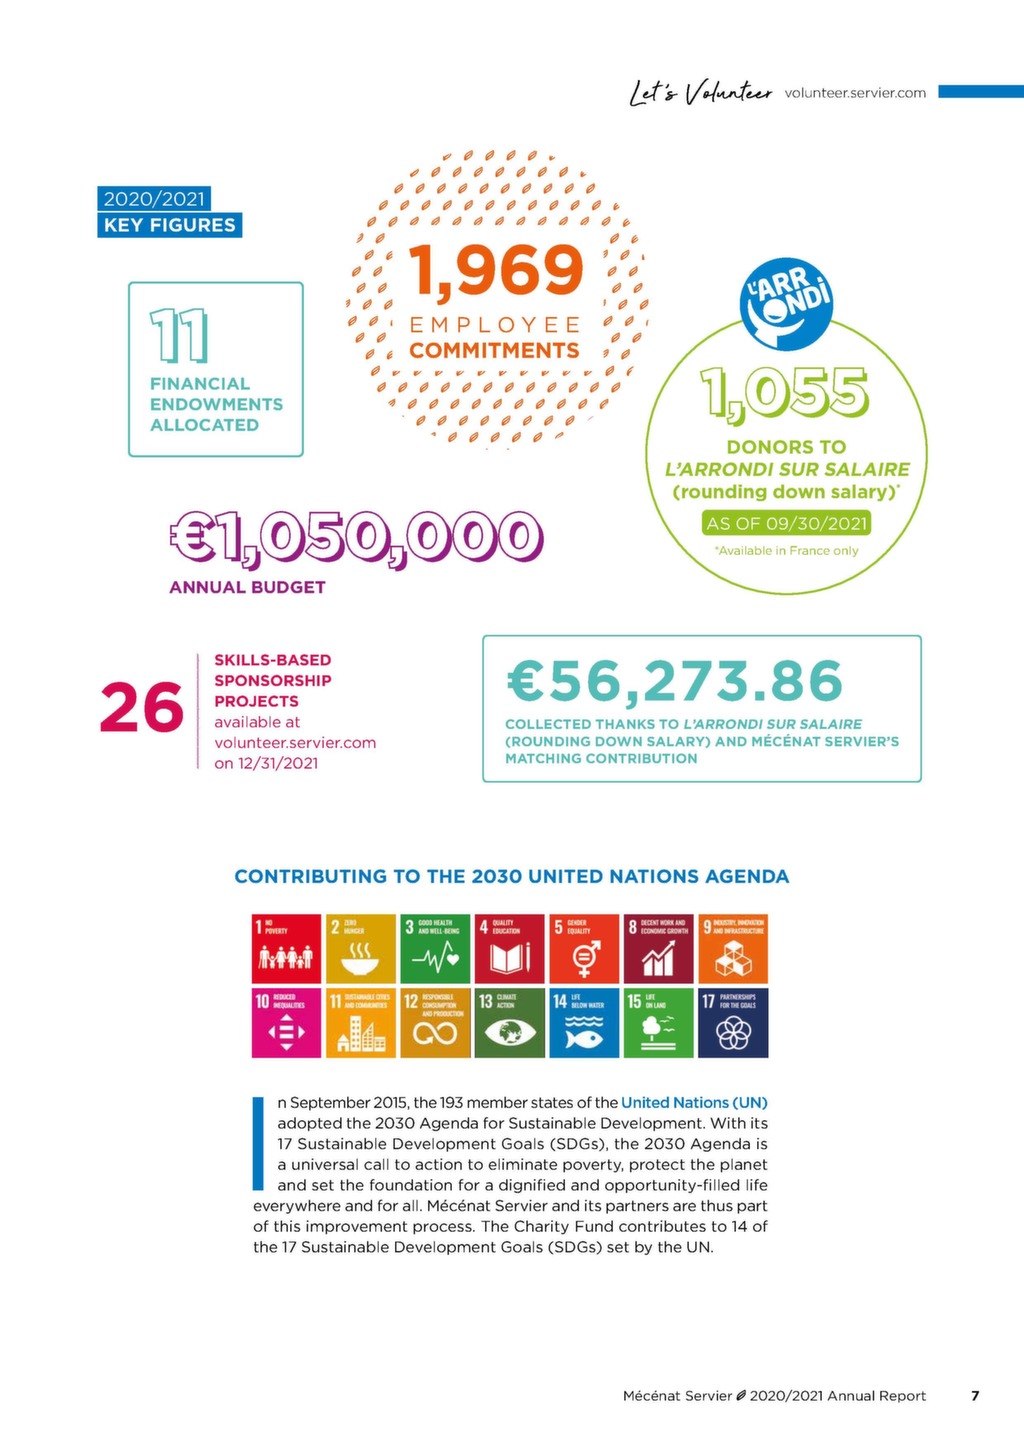 Let's Volunteer volunteer.servier.com
2020/2021
KEY FIGURES
1,969
EMPLOYEE
COMMITMENTS
11
FINANCIAL
ENDOWMENTS
ALLOCATED
L'ARR
ONDI
1,055
DONORS TO
L'ARRONDI SUR SALAIRE
(rounding down salary)*
AS OF 09/30/2021
*Available in France only
€1,050,000
ANNUAL BUDGET
26
SKILLS-BASED
SPONSORSHIP
PROJECTS
available at
volunteer.servier.com
on 12/31/2021
€56,273.86
COLLECTED THANKS TO L'ARRONDI SUR SALAIRE
(ROUNDING DOWN SALARY) AND MÉCÉNAT SERVIER'S
MATCHING CONTRIBUTION
CONTRIBUTING TO THE 2030 UNITED NATIONS AGENDA
1 NO
POVERTY
2 ZERO
HUNGER
3 GOOD HEALTH
AND WELL-BEING
4 QUALITY
EDUCATION
5 GENDER
EQUALITY
8 DECENT WORK AND
ECONOMIC GROWTH
9 INDUSTRY, INNOVATION
AND INFRASTRUCTURE
10 REDUCED
INEQUALITIES
11 SUSTAINABLE CITIES
AND COMMUNITIES
12 RESPONSIBLE
CONSUMPTION
AND PRODUCTION
13 CLIMATE
ACTION
14 LIFE
BELOW WATER
15 LIFE
ON LAND
17 PARTNERSHIPS
FOR THE GOALS
In September 2015, the 193 member states of the United Nations (UN)
adopted the 2030 Agenda for Sustainable Development. With its
17 Sustainable Development Goals (SDGs), the 2030 Agenda is
a universal call to action to eliminate poverty, protect the planet
and set the foundation for a dignified and opportunity-filled life
everywhere and for all. Mécénat Servier and its partners are thus part
of this improvement process. The Charity Fund contributes to 14 of
the 17 Sustainable Development Goals (SDGs) set by the UN.
Mécénat Servier 2020/2021 Annual Report 7